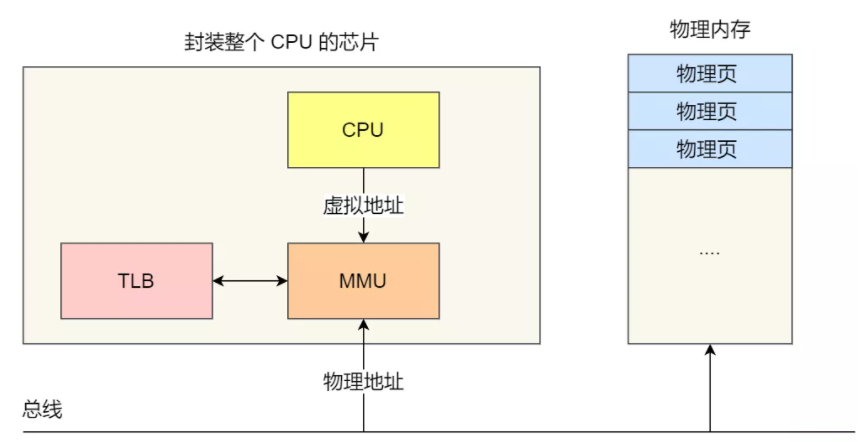 封装整个 CPU 的芯片
物理内存
物理页
物理页
物理页
....
CPU
虚拟地址
TLB
MMU
物理地址
总线